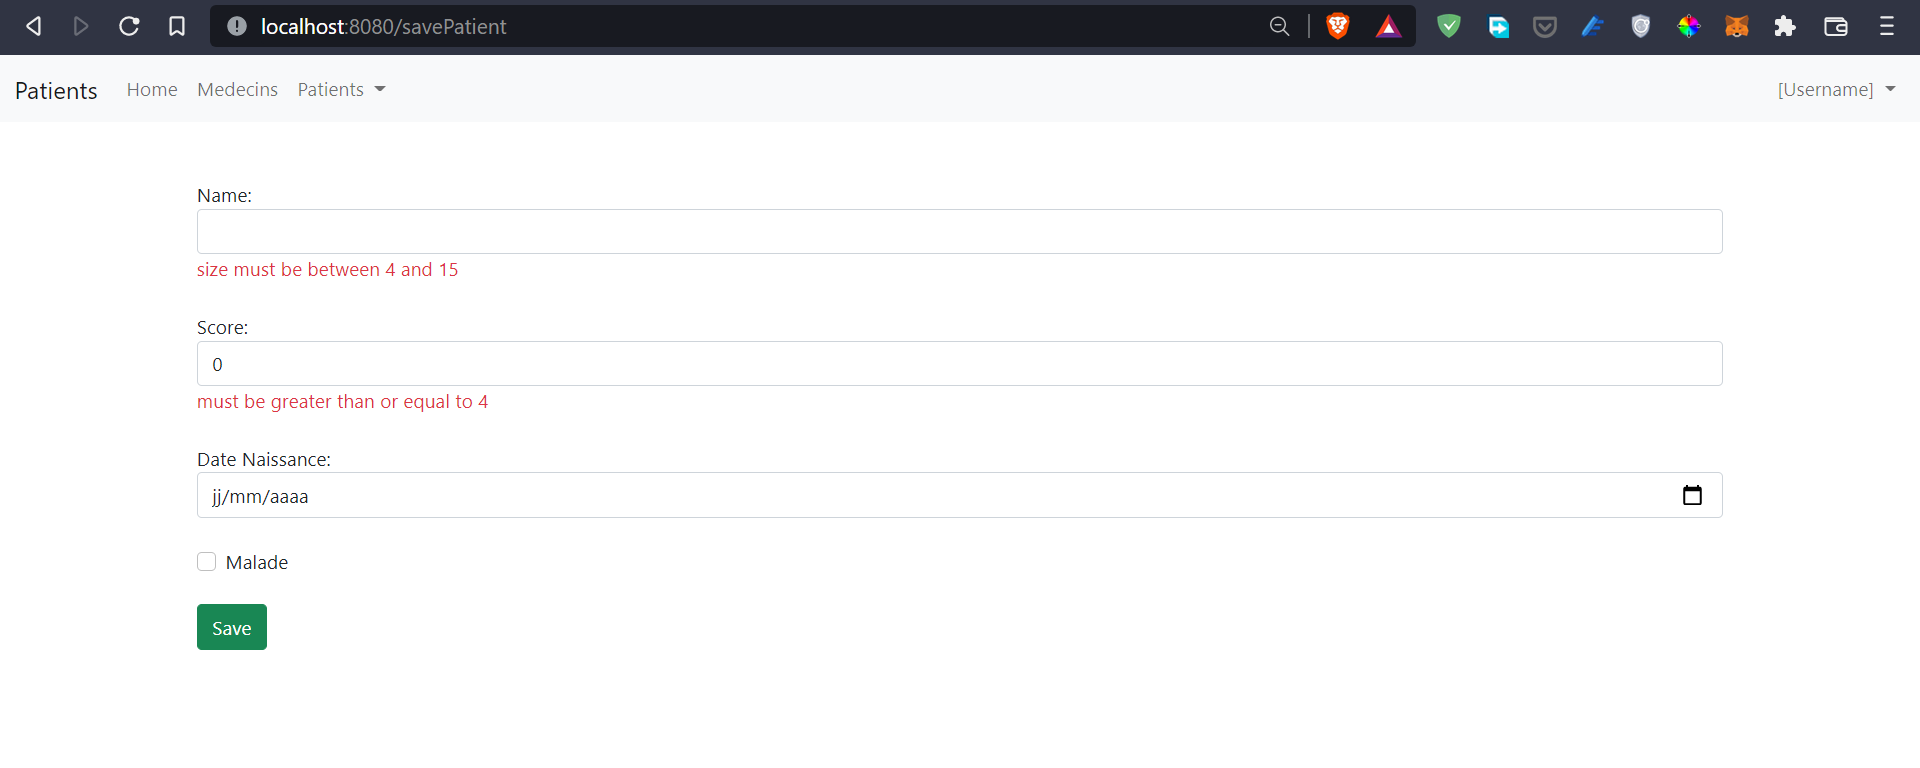 localhost:8080/savePatient
Patients Home Medecins Patients [Username]
Name:
size must be between 4 and 15
Score:
0
must be greater than or equal to 4
Date Naissance:
jj/mm/aaaa
Malade
Save